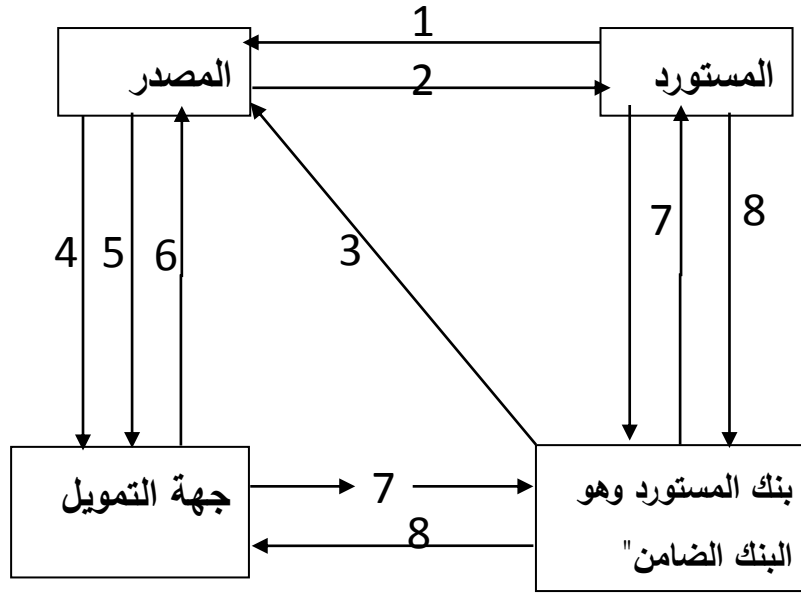 1
المستورد
المصدر
2
8
7
3
6
5
4
بنك المستورد وهو
البنك الضامن"
جهة التمويل
7
8